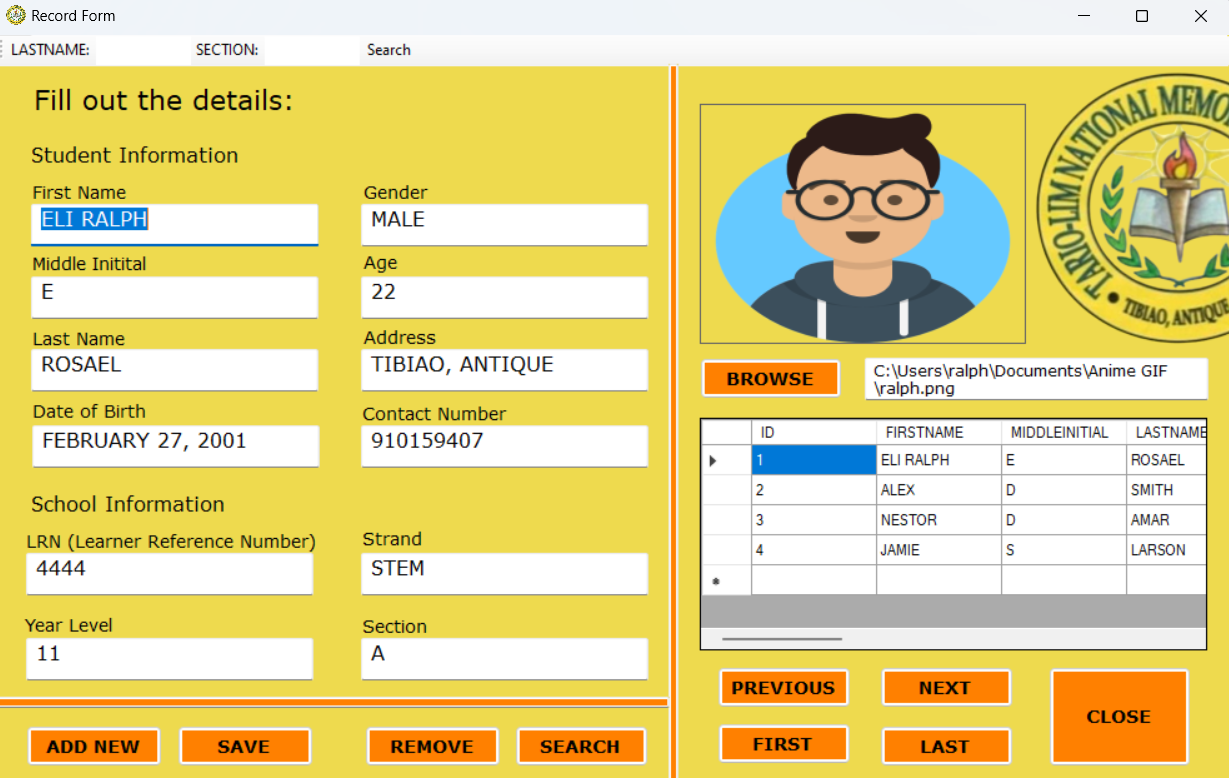 Record Form
LASTNAME: SECTION: Search
Fill out the details:
Student Information
First Name
ELI RALPH
Gender
MALE
Middle Initital
E
Age
22
Last Name
ROSAEL
Address
TIBIAO, ANTIQUE
Date of Birth
FEBRUARY 27, 2001
Contact Number
910159407
School Information
LRN (Learner Reference Number)
4444
Strand
STEM
Year Level
11
Section
A
ADD NEW SAVE REMOVE SEARCH
TARIO-LIM NATIONAL MEMO
TIBIAO, ANTIQUE
BROWSE
C:\Users\ralph\Documents\Anime GIF
\ralph.png
ID FIRSTNAME MIDDLEINITIAL LASTNAME
1 ELI RALPH E ROSAEL
2 ALEX D SMITH
3 NESTOR D AMAR
4 JAMIE S LARSON
PREVIOUS NEXT
FIRST LAST
CLOSE